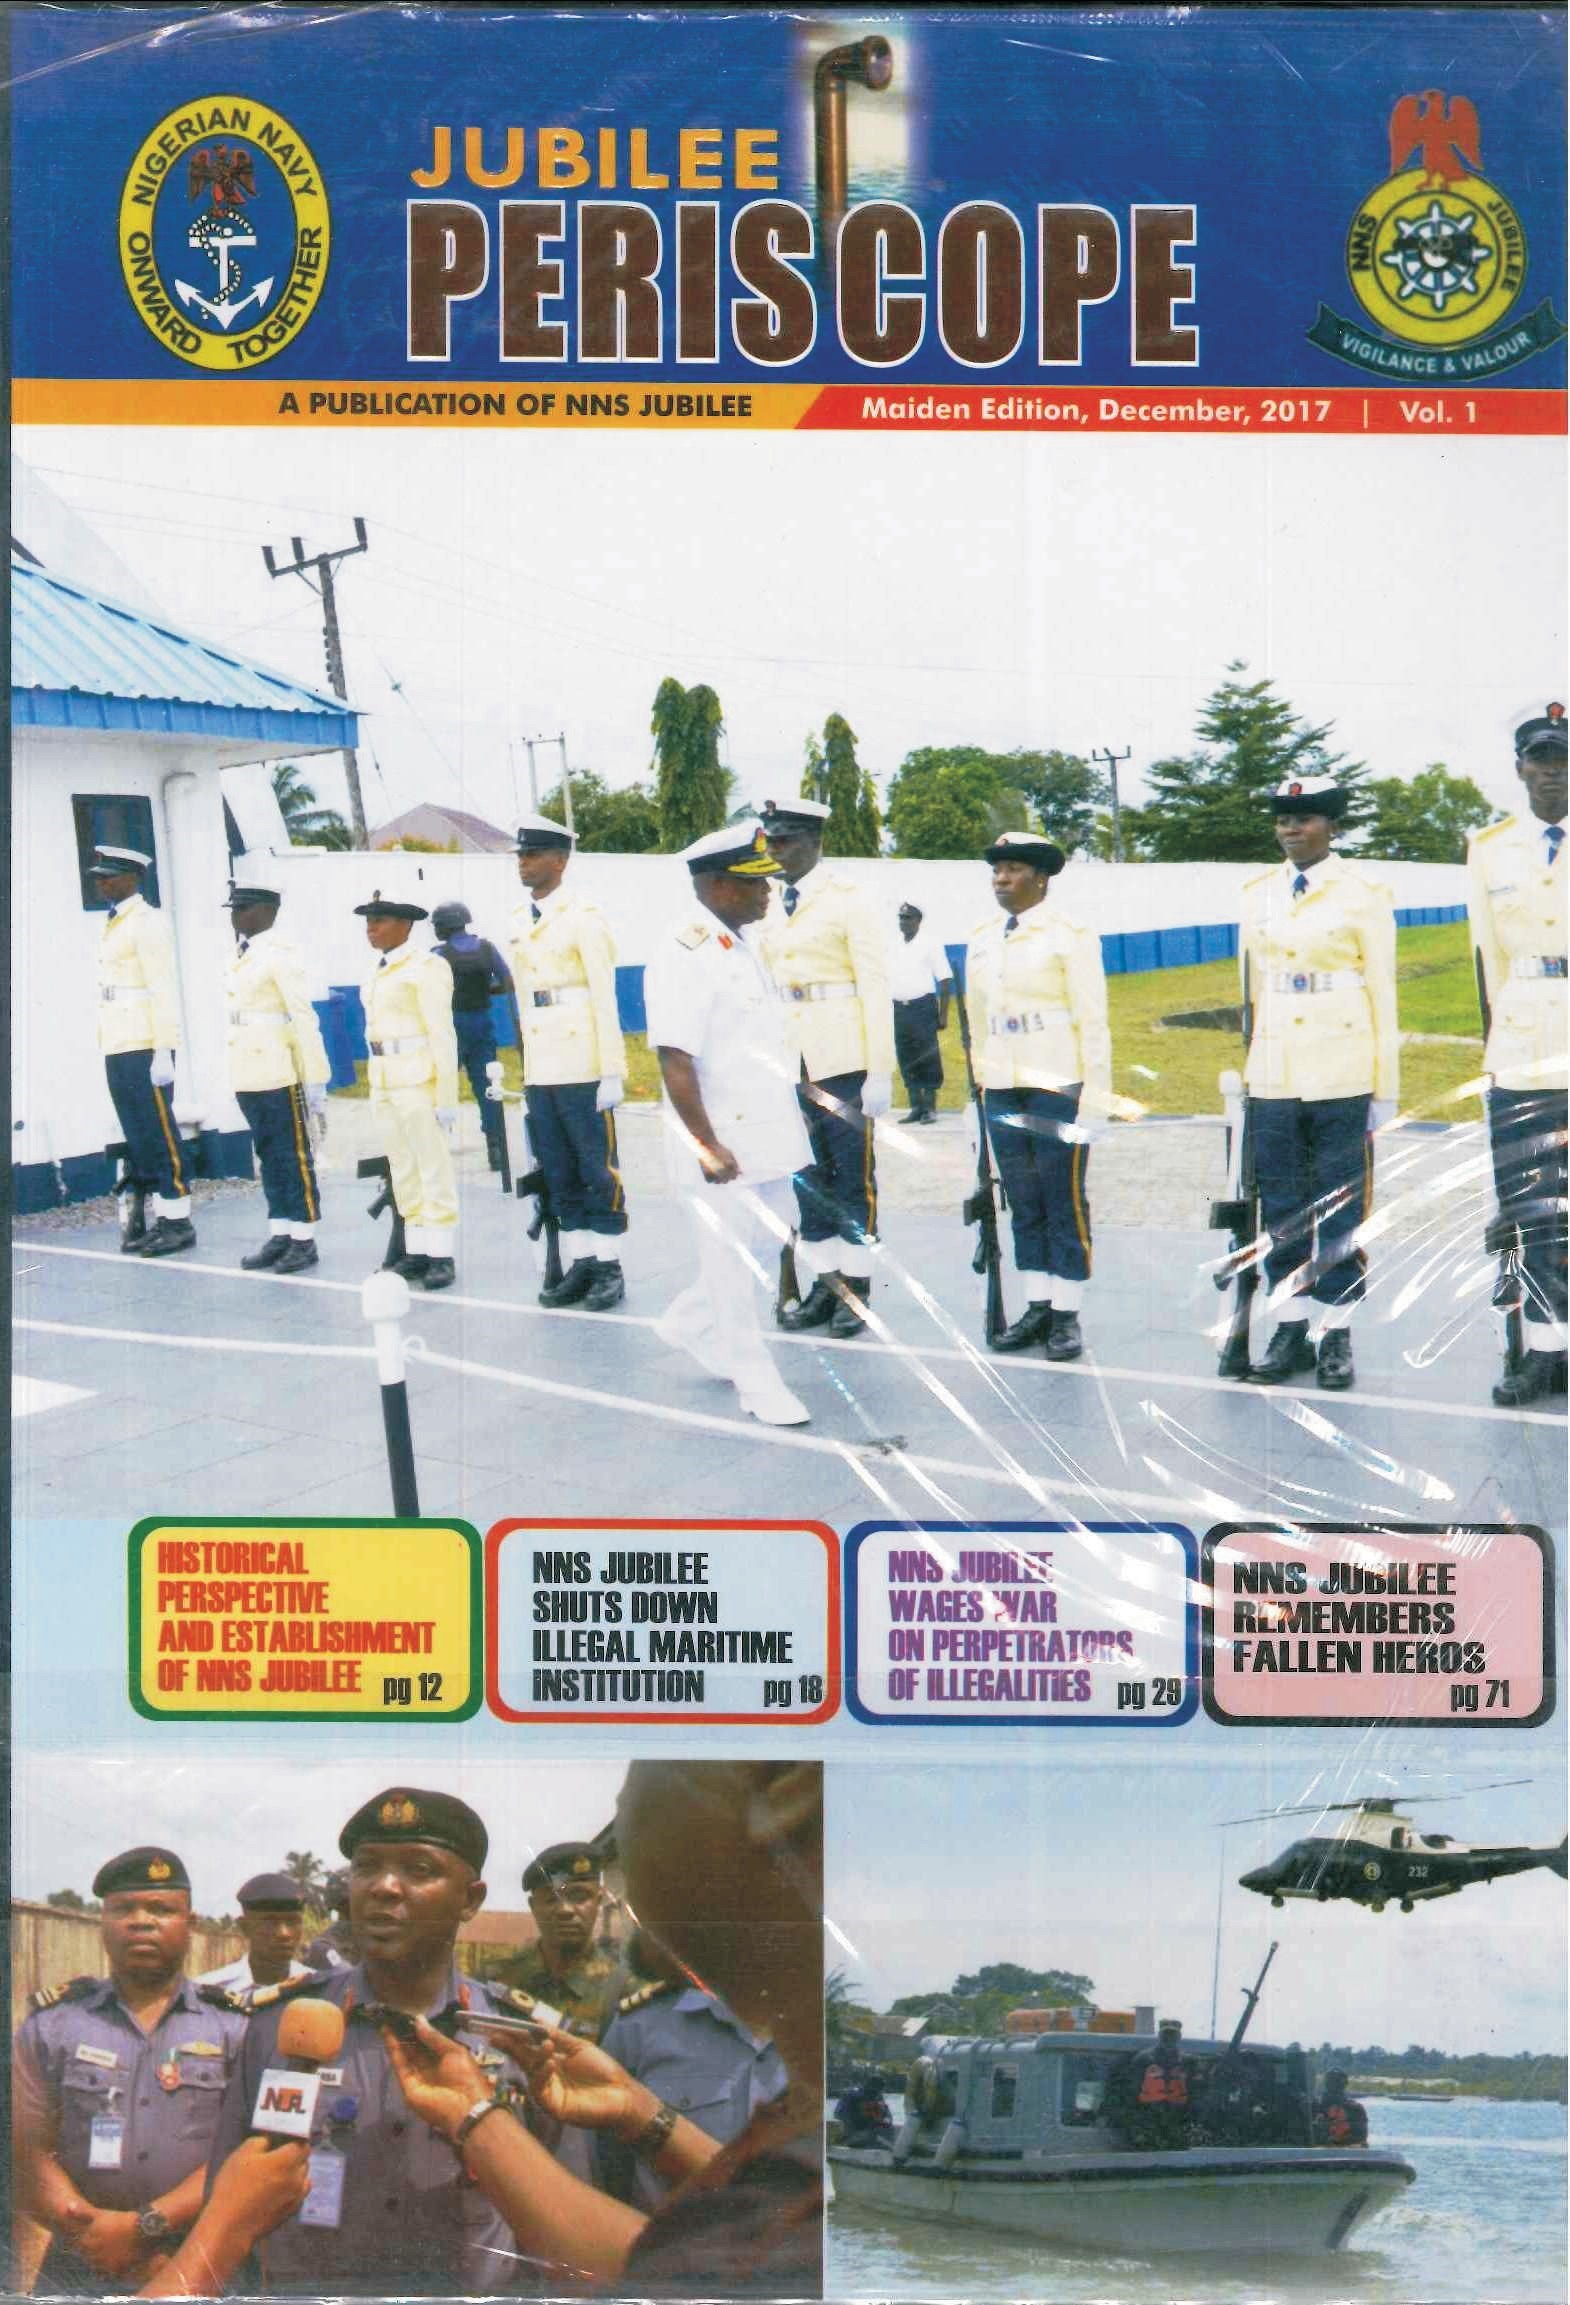 NIGERIAN NAVY
ONWARD TOGETHER
JUBILEE
PERISCOPE
NNS JUBILEE
VIGILANCE & VALOUR
A PUBLICATION OF NNS JUBILEE
Maiden Edition, December, 2017 | Vol. 1
HISTORICAL
PERSPECTIVE
AND ESTABLISHMENT
OF NNS JUBILEE pg 12
NNS JUBILEE
SHUTS DOWN
ILLEGAL MARITIME
INSTITUTION pg 18
NNS JUBILEE
WAGES WAR
ON PERPETRATORS
OF ILLEGALITIES pg 29
NNS JUBILEE
REMEMBERS
FALLEN HEROS
pg 71
NTA
232